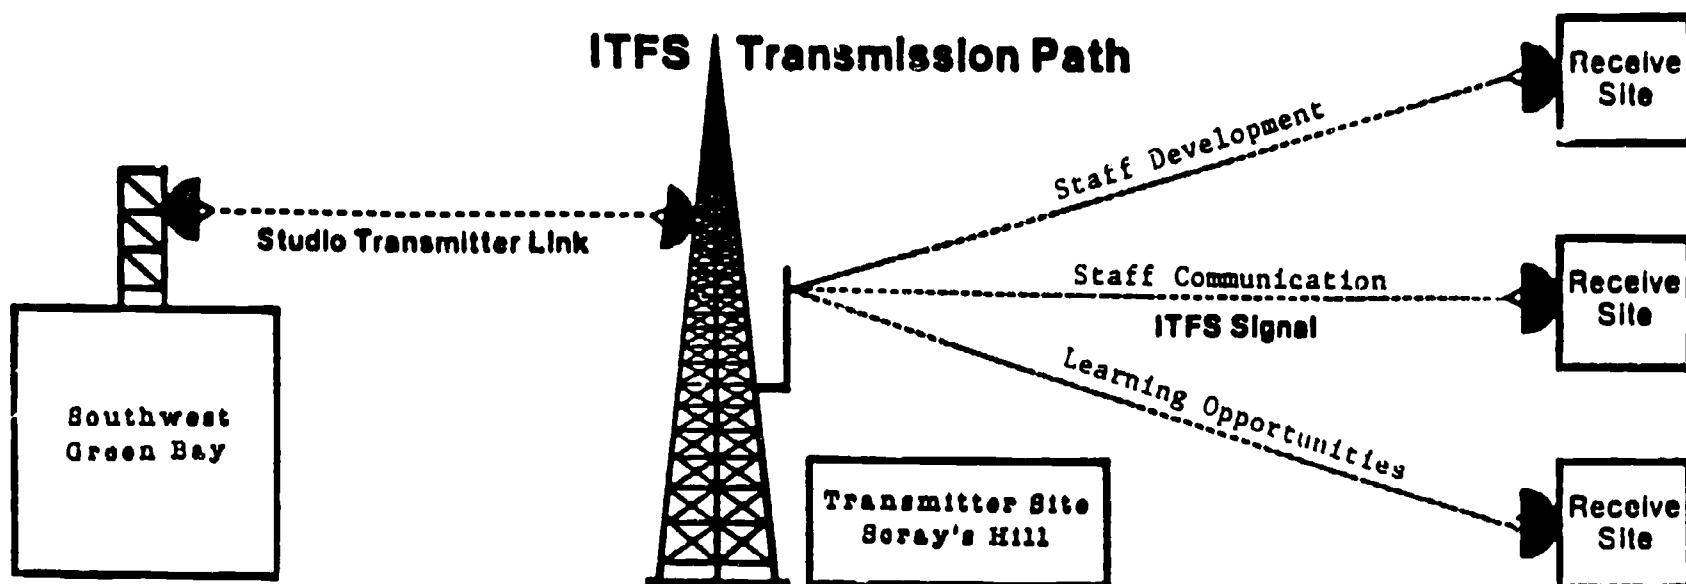 ITFS Transmission Path
Receive
Site
Staff Development
Studio Transmitter Link
Staff Communication
ITFS Signal
Receive
Site
Learning Opportunities
Southwest
Green Bay
Transmitter Site
Scray's Hill
Receive
Site